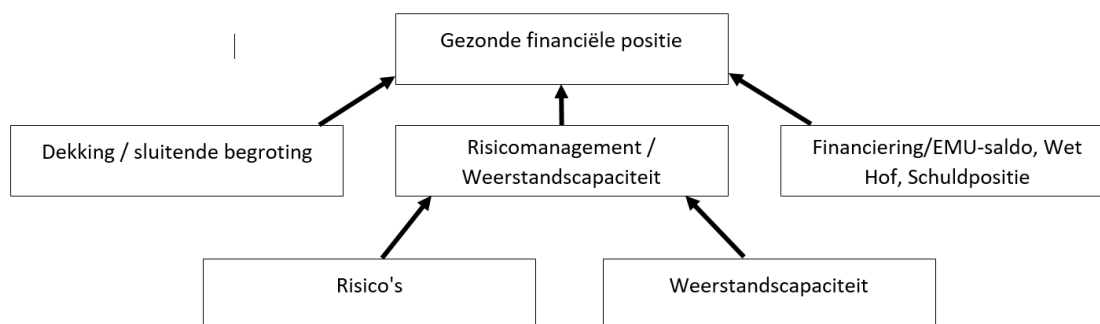 Gezonde financiële positie
Dekking / sluitende begroting
Risicomanagement /
Weerstandscapaciteit
Financiering/EMU-saldo, Wet
Hof, Schuldpositie
Risico's
Weerstandscapaciteit